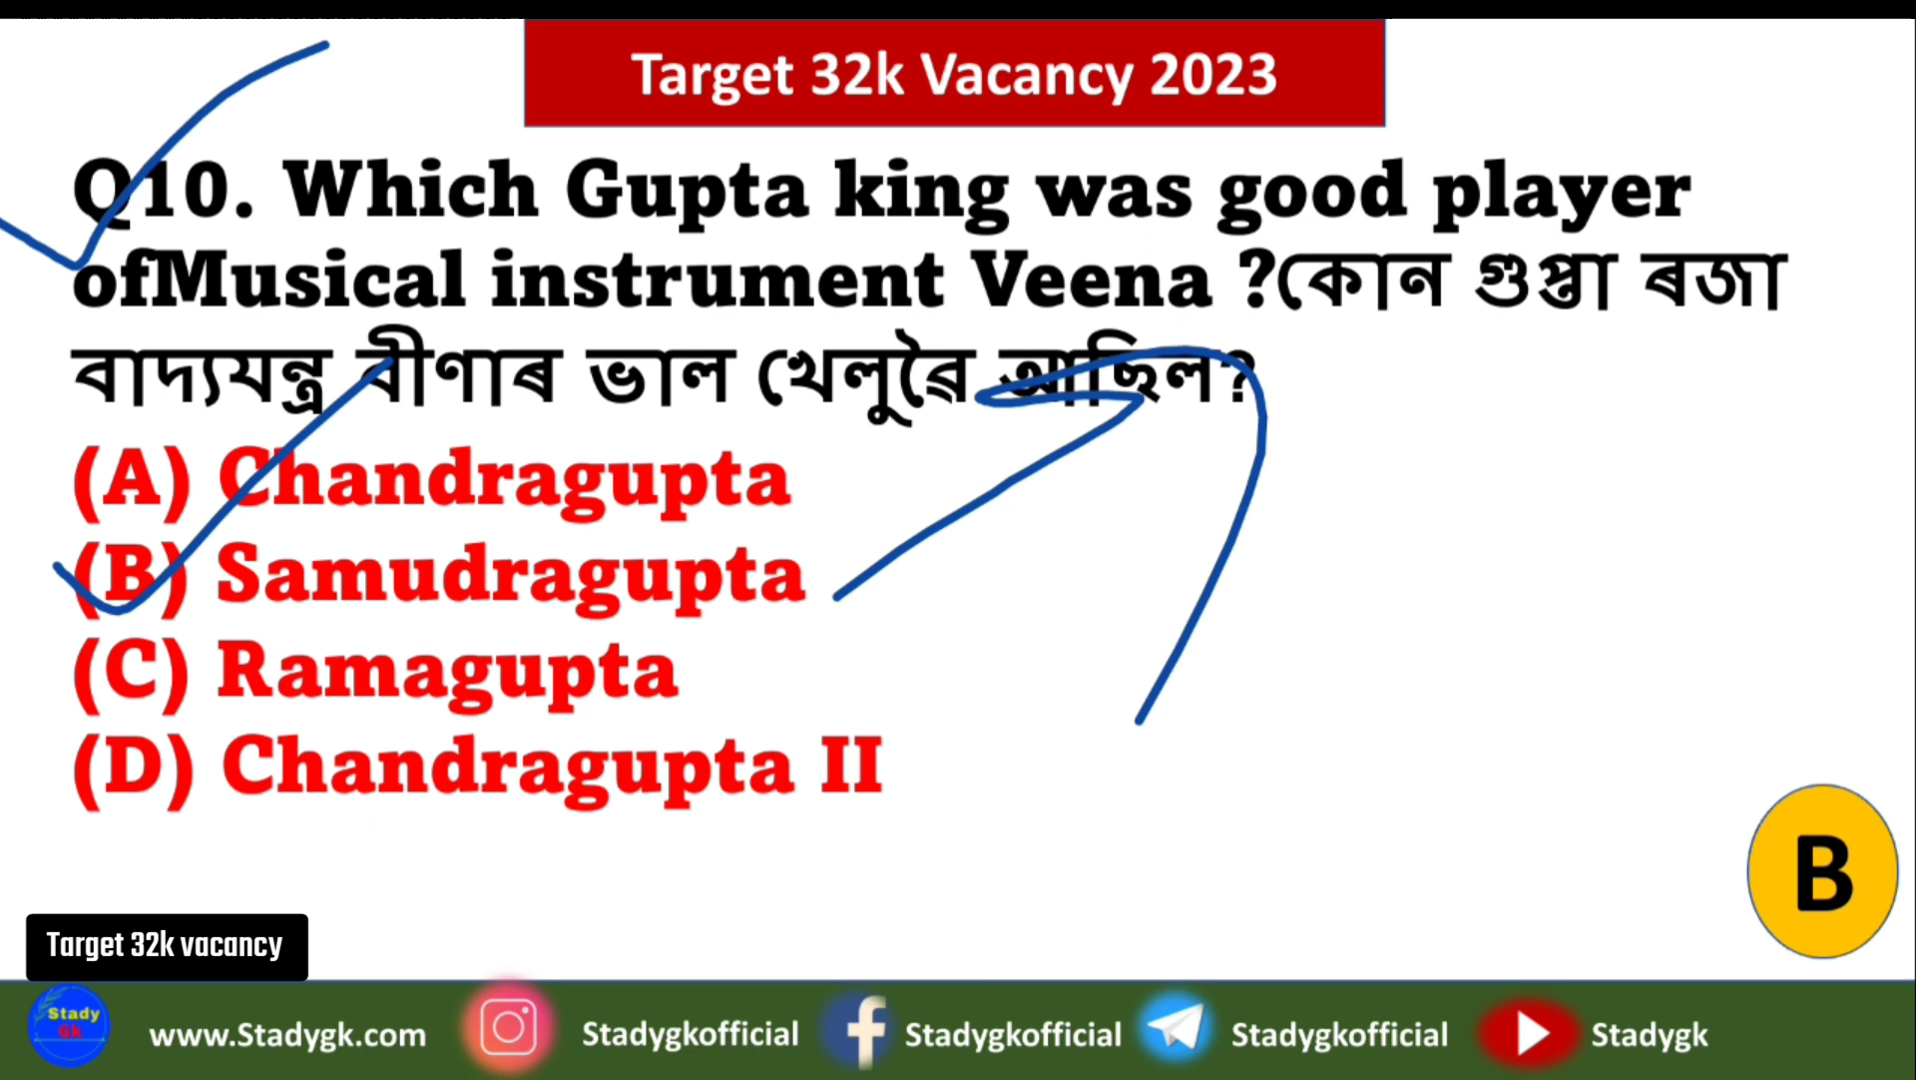 Target 32k Vacancy 2023
Q10. Which Gupta king was good player
ofMusical instrument Veena ?কোন গুপ্তা ৰজা
বাদ্যযন্ত্ৰ বীণাৰ ভাল খেলুৱৈ আছিল?
(A) Chandragupta
(B) Samudragupta
(C) Ramagupta
(D) Chandragupta II
B
Target 32k vacancy
Stady
Gk
www.Stadygk.com Stadygkofficial Stadygkofficial Stadygkofficial Stadygk